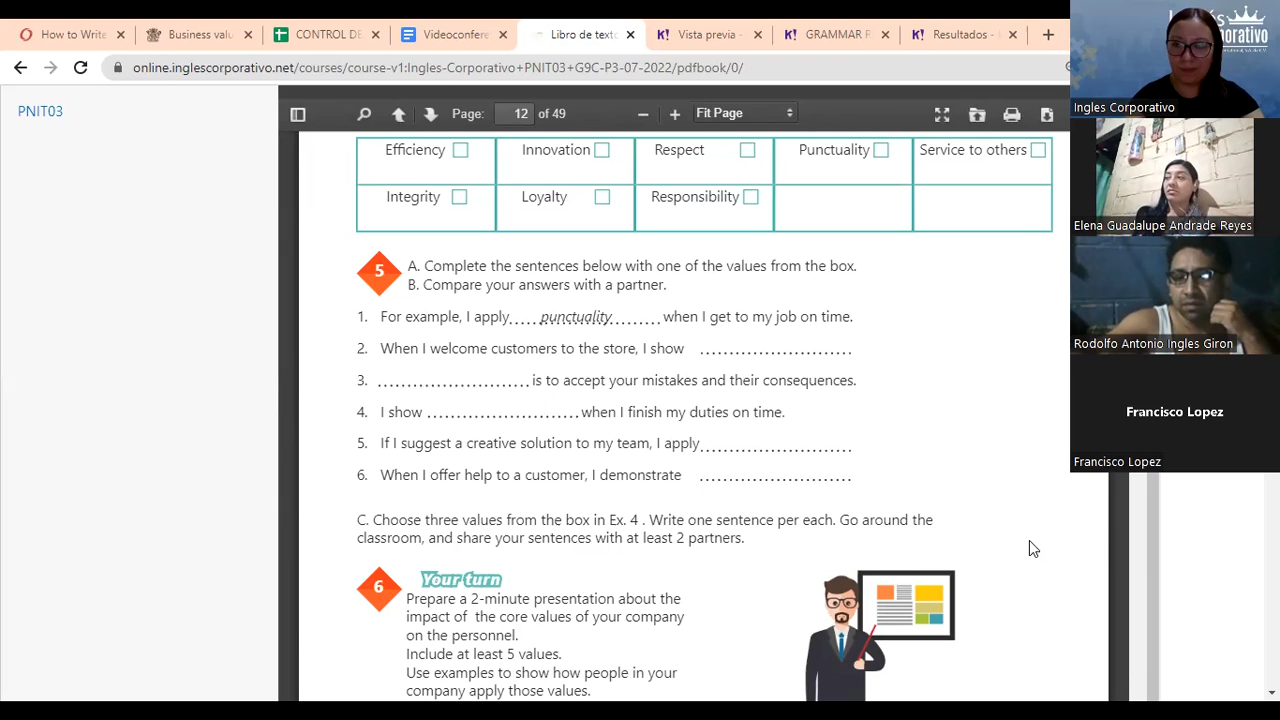 How to Write
Business valu
CONTROL DE
Videoconfere
Libro de texto
Vista previa -
GRAMMAR R
Resultados -
online.inglescorporativo.net/courses/course-v1:Ingles-Corporativo+PNIT03+G9C-P3-07-2022/pdfbook/0/
PNIT03
Page: 12 of 49
Fit Page
Ingles Corporativo
Elena Guadalupe Andrade Reyes
Rodolfo Antonio Ingles Giron
Francisco Lopez
Francisco Lopez
Efficiency Innovation Respect Punctuality Service to others
Integrity Loyalty Responsibility
5 A. Complete the sentences below with one of the values from the box.
B. Compare your answers with a partner.
1. For example, I apply.....punctuality.........when I get to my job on time.
2. When I welcome customers to the store, I show ..........................
3. ..........................is to accept your mistakes and their consequences.
4. I show ..........................when I finish my duties on time.
5. If I suggest a creative solution to my team, I apply..........................
6. When I offer help to a customer, I demonstrate ..........................
C. Choose three values from the box in Ex. 4 . Write one sentence per each. Go around the
classroom, and share your sentences with at least 2 partners.
6 Your turn
Prepare a 2-minute presentation about the
impact of the core values of your company
on the personnel.
Include at least 5 values.
Use examples to show how people in your
company apply those values.